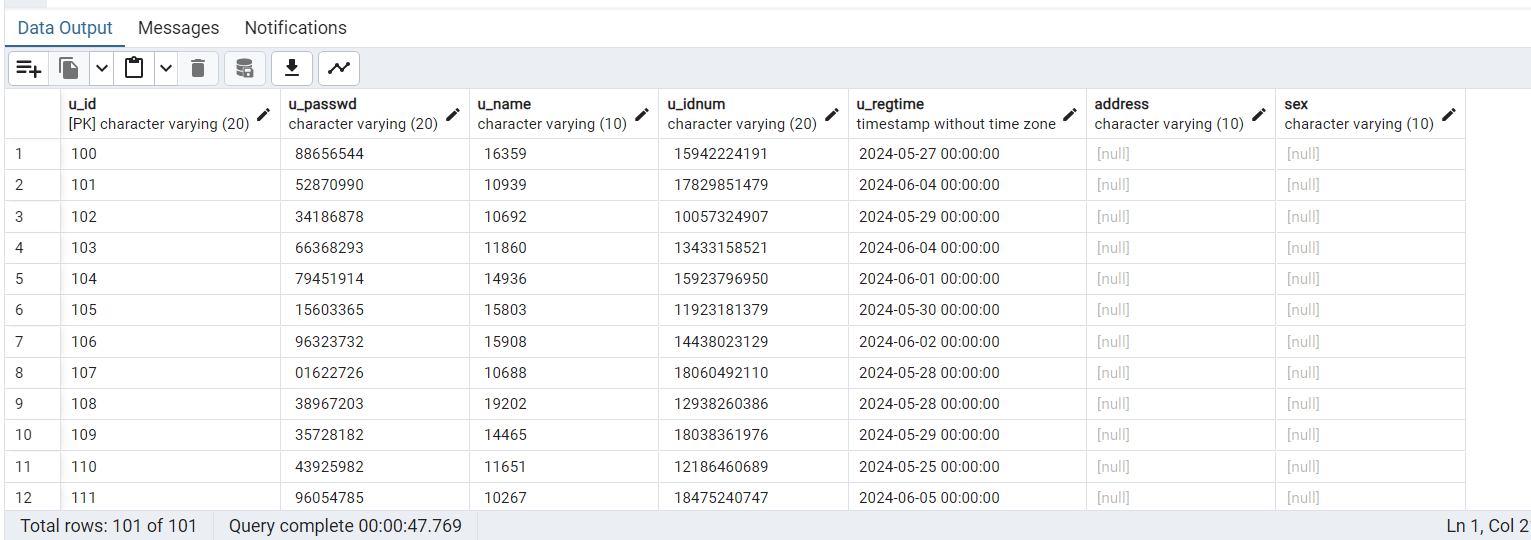 Data Output Messages Notifications
u_id u_passwd u_name u_idnum u_regtime address sex
[PK] character varying (20) character varying (20) character varying (10) character varying (20) timestamp without time zone character varying (10) character varying (10)
1 100 88656544 16359 15942224191 2024-05-27 00:00:00 [null] [null]
2 101 52870990 10939 17829851479 2024-06-04 00:00:00 [null] [null]
3 102 34186878 10692 10057324907 2024-05-29 00:00:00 [null] [null]
4 103 66368293 11860 13433158521 2024-06-04 00:00:00 [null] [null]
5 104 79451914 14936 15923796950 2024-06-01 00:00:00 [null] [null]
6 105 15603365 15803 11923181379 2024-05-30 00:00:00 [null] [null]
7 106 96323732 15908 14438023129 2024-06-02 00:00:00 [null] [null]
8 107 01622726 10688 18060492110 2024-05-28 00:00:00 [null] [null]
9 108 38967203 19202 12938260386 2024-05-28 00:00:00 [null] [null]
10 109 35728182 14465 18038361976 2024-05-29 00:00:00 [null] [null]
11 110 43925982 11651 12186460689 2024-05-25 00:00:00 [null] [null]
12 111 96054785 10267 18475240747 2024-06-05 00:00:00 [null] [null]
Total rows: 101 of 101 Query complete 00:00:47.769 Ln 1, Col 2